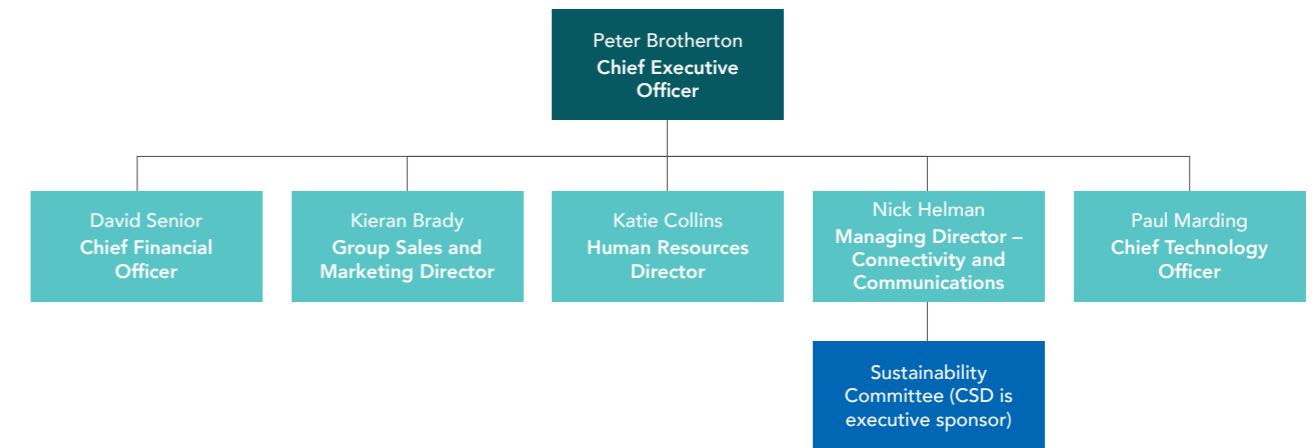 Peter Brotherton
Chief Executive
Officer
David Senior
Chief Financial
Officer
Kieran Brady
Group Sales and
Marketing Director
Katie Collins
Human Resources
Director
Nick Helman
Managing Director –
Connectivity and
Communications
Paul Marding
Chief Technology
Officer
Sustainability
Committee (CSD is
executive sponsor)